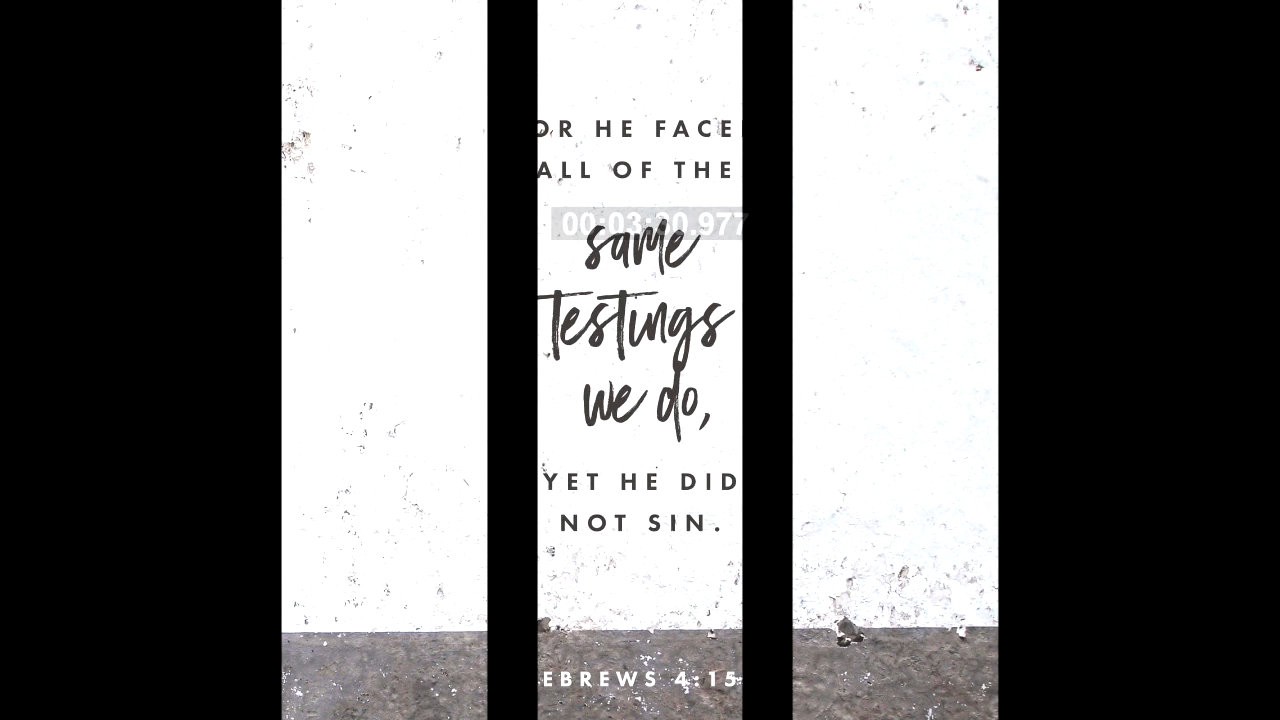 OR HE FACE
ALL OF THE
00:03:30.977
same
testings
we do,
YET HE DID
NOT SIN.
EBREWS 4:15